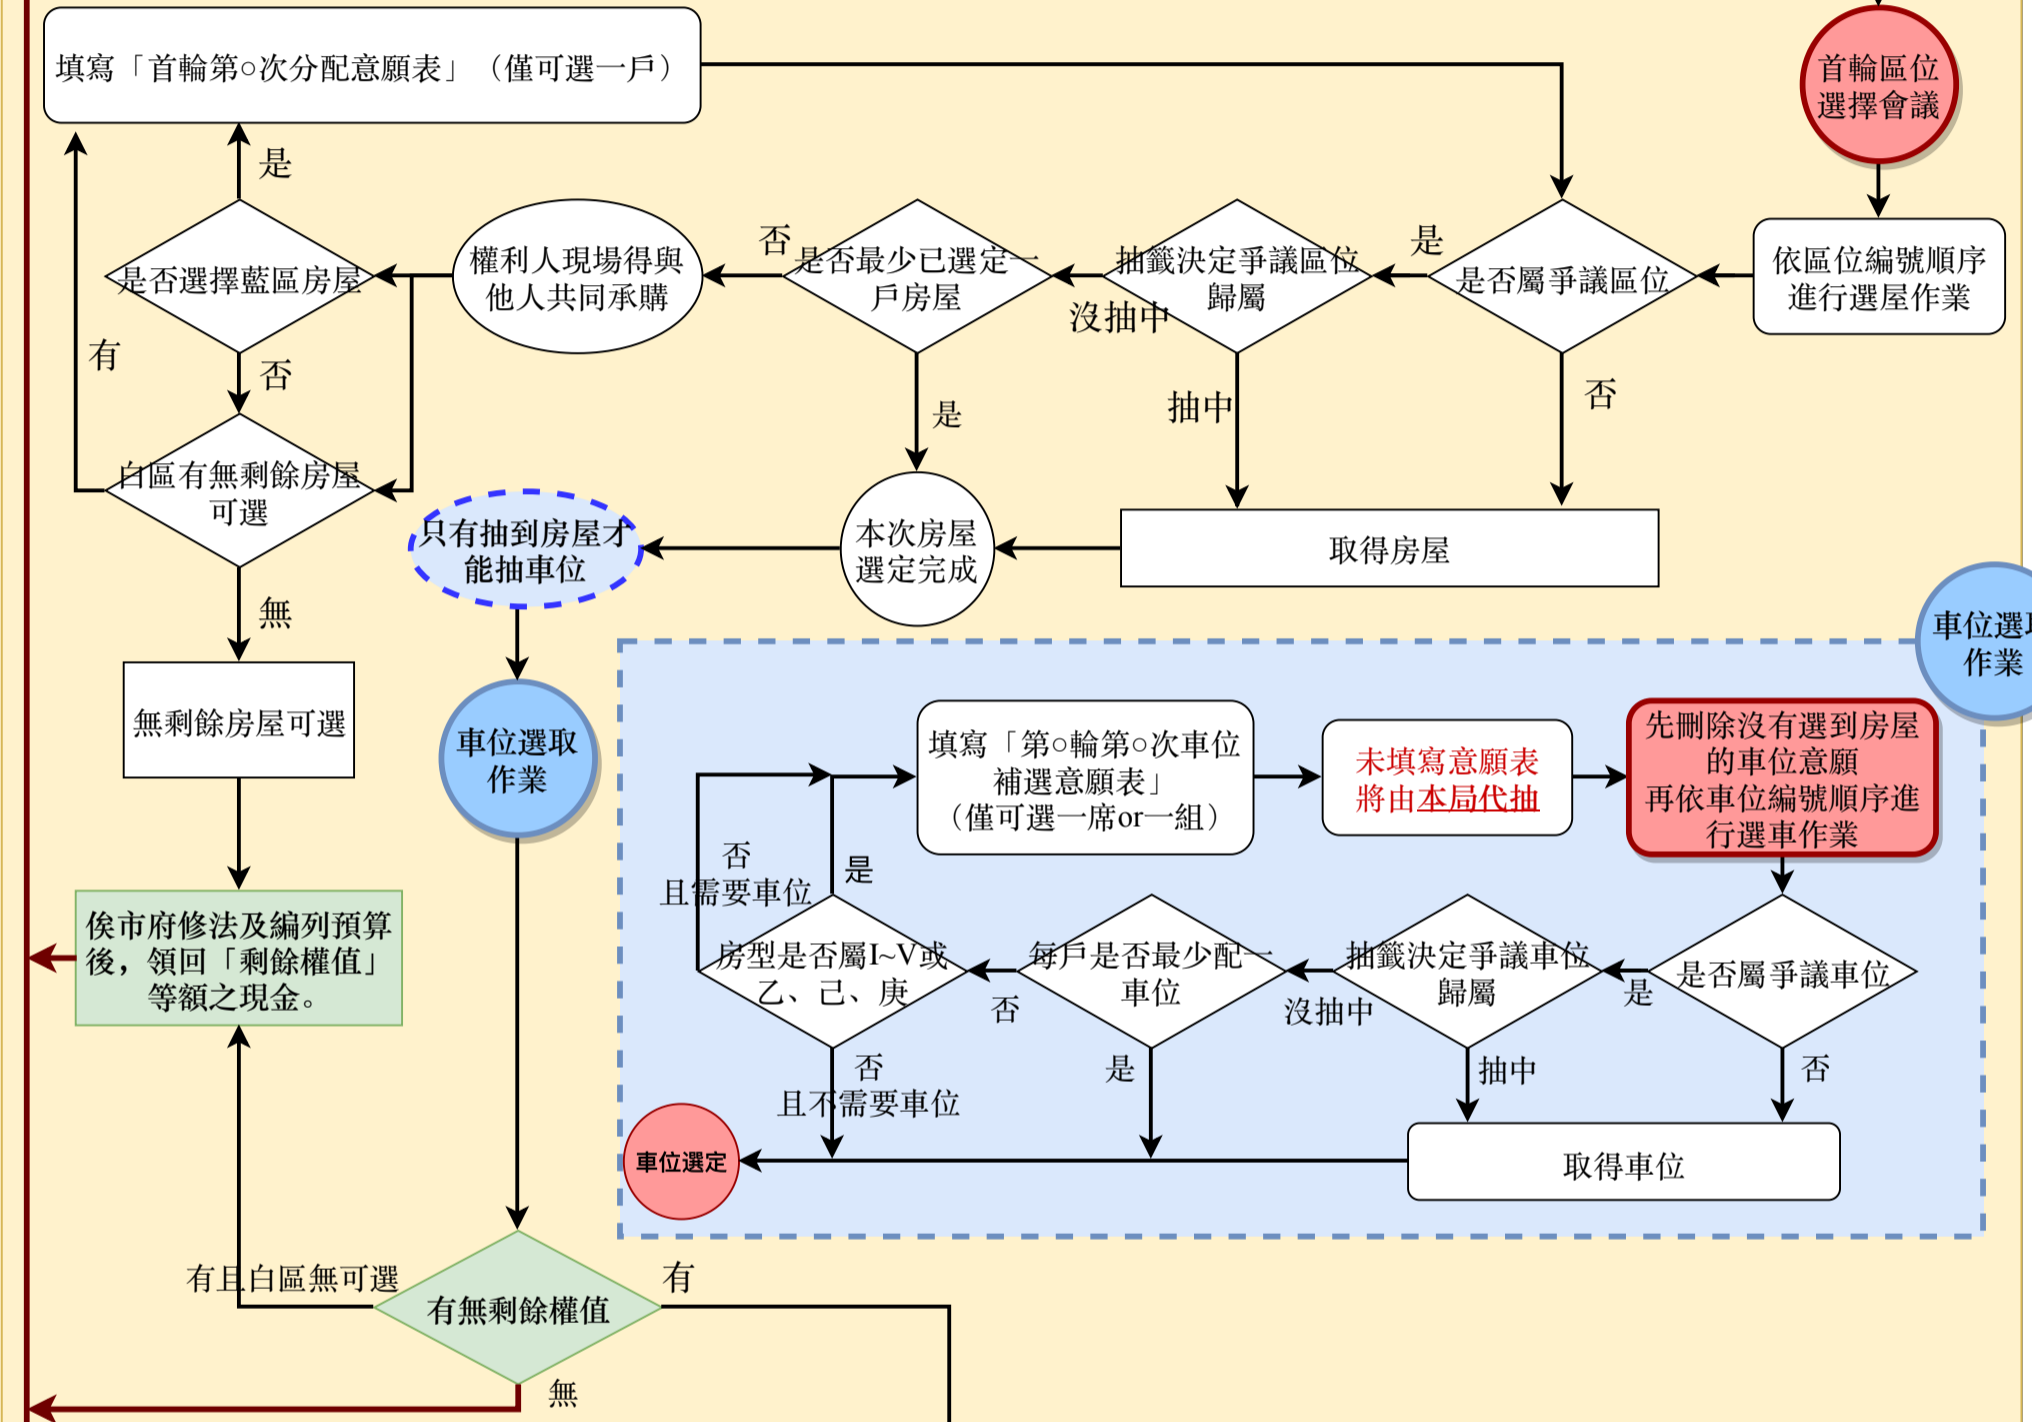 填寫「首輪第○次分配意願表」（僅可選一戶）
首輪區位
選擇會議
是
是否選擇藍區房屋
權利人現場得與
他人共同承購
否
是否最少已選定一
戶房屋
抽籤決定爭議區位
歸屬
沒抽中
是
是否屬爭議區位
依區位編號順序
進行選屋作業
有
否
是
抽中
否
白區有無剩餘房屋
可選
只有抽到房屋才
能抽車位
本次房屋
選定完成
取得房屋
無
無剩餘房屋可選
車位選取
作業
車位選
作業
填寫「第○輪第○次車位
補選意願表」
（僅可選一席or一組）
未填寫意願表
將由本局代抽
先刪除沒有選到房屋
的車位意願
再依車位編號順序進
行選車作業
否
且需要車位
是
房型是否屬I~V或
乙、己、庚
否
每戶是否最少配一
車位
沒抽中
抽籤決定爭議車位
歸屬
是
是否屬爭議車位
俟市府修法及編列預算
後，領回「剩餘權值」
等額之現金。
否
且不需要車位
是
抽中
否
車位選定
取得車位
有且白區無可選
有無剩餘權值
有
無